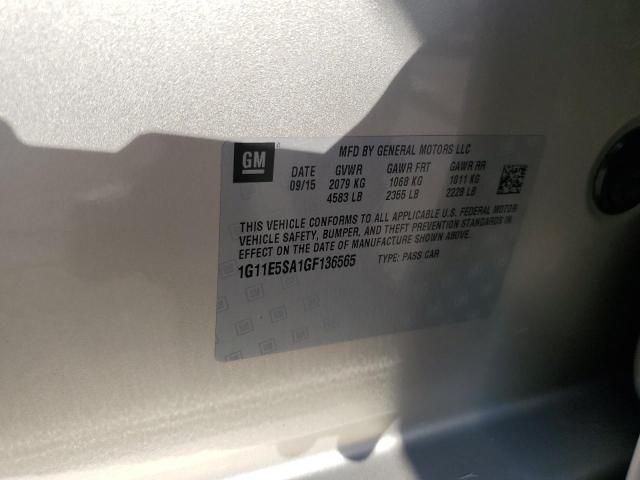 GM
MFD BY GENERAL MOTORS LLC
DATE GVWR GAWR FRT GAWR RR
09/15 2079 KG 1068 KG 1011 KG
4583 LB 2355 LB 2228 LB
THIS VEHICLE CONFORMS TO ALL APPLICABLE U.S. FEDERAL MOTOR
VEHICLE SAFETY, BUMPER, AND THEFT PREVENTION STANDARDS IN
EFFECT ON THE DATE OF MANUFACTURE SHOWN ABOVE.
1G11E5SA1GF136565 TYPE: PASS CAR